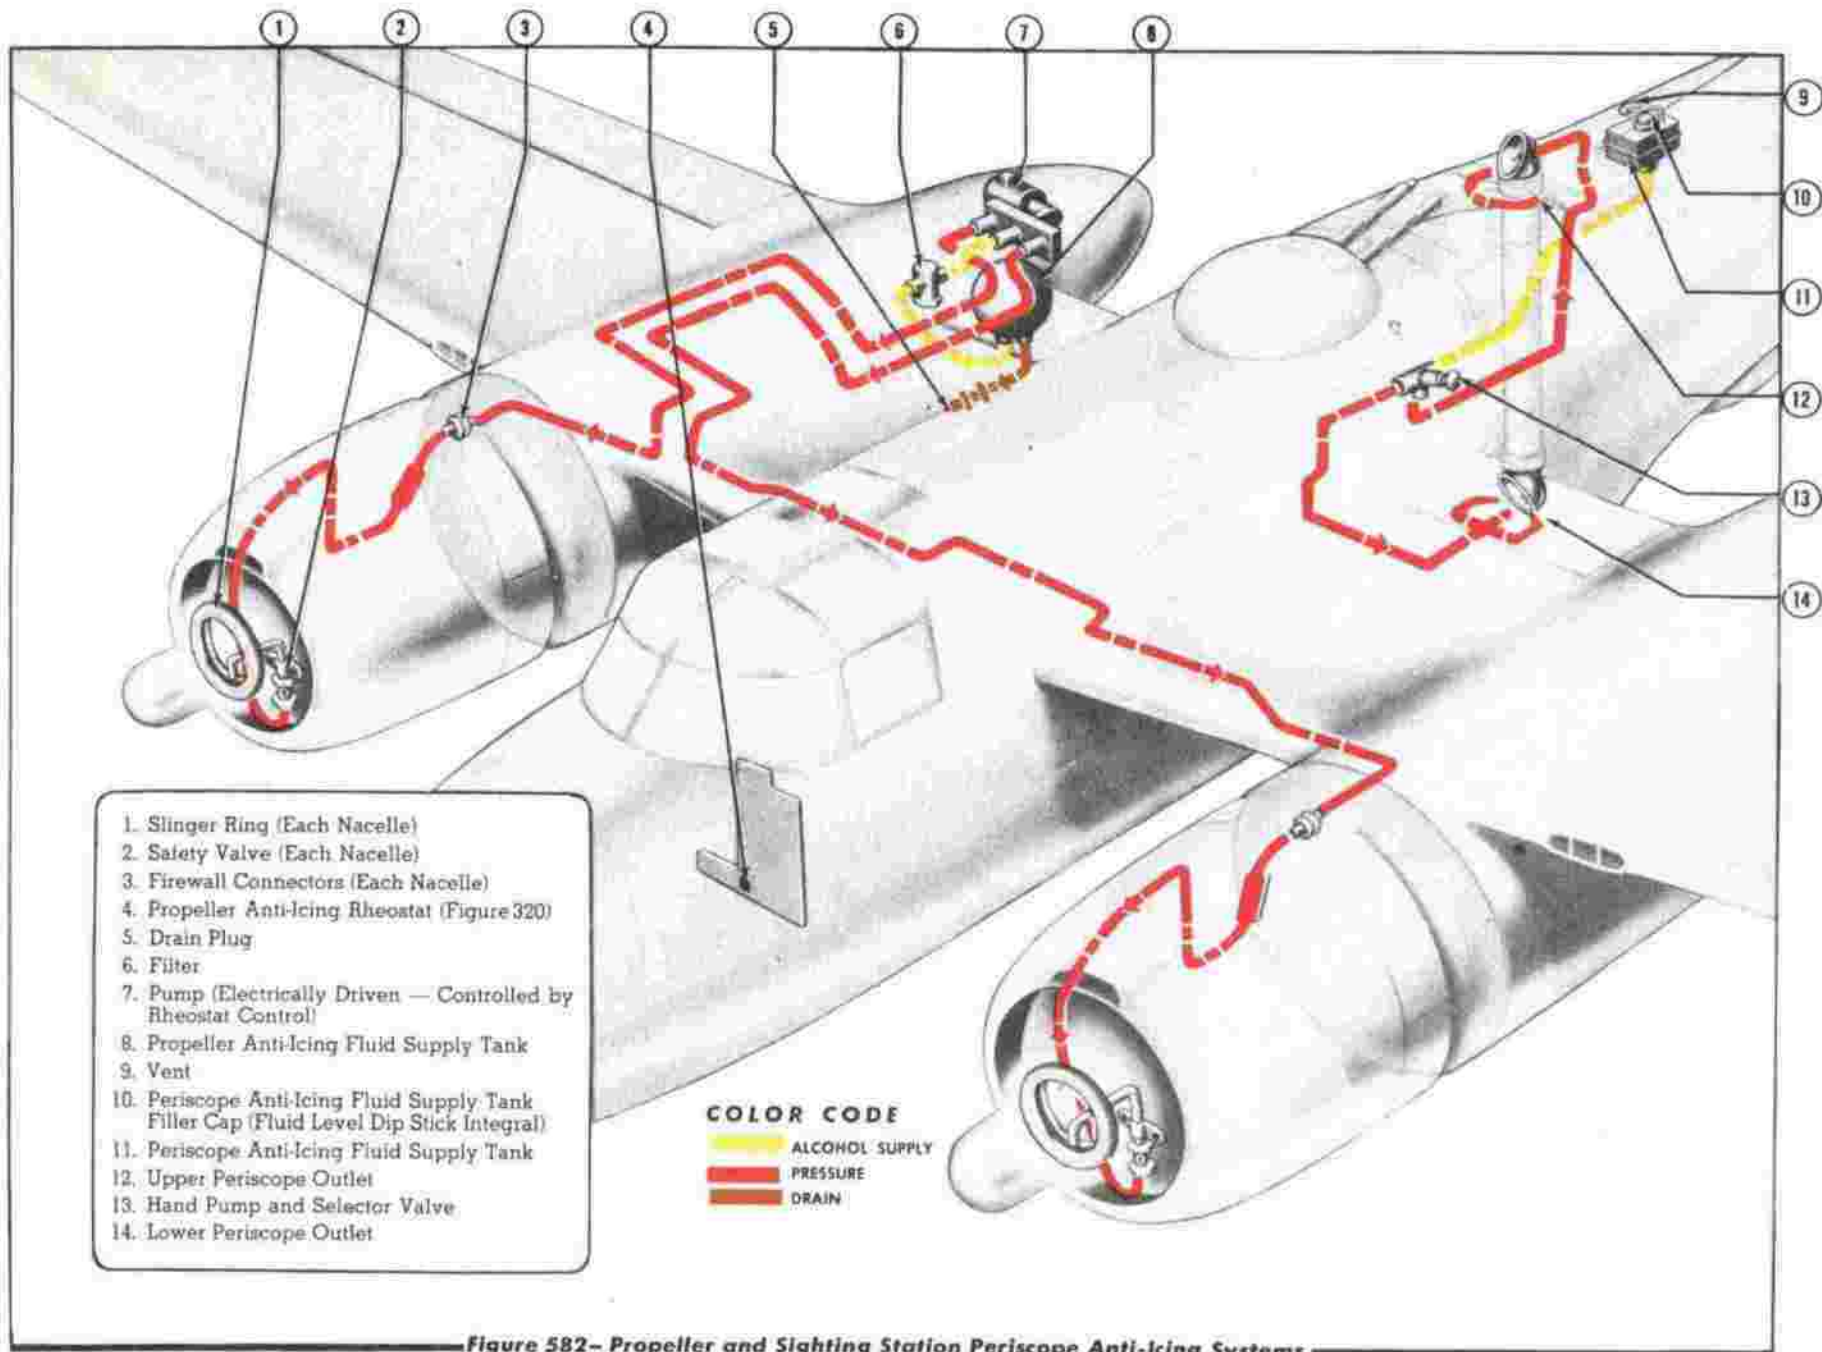 1 2 3 4 5 6 7 8
9
10
11
12
13
14
1. Slinger Ring (Each Nacelle)
2. Safety Valve (Each Nacelle)
3. Firewall Connectors (Each Nacelle)
4. Propeller Anti-Icing Rheostat (Figure 320)
5. Drain Plug
6. Filter
7. Pump (Electrically Driven — Controlled by
Rheostat Control)
8. Propeller Anti-Icing Fluid Supply Tank
9. Vent
10. Periscope Anti-Icing Fluid Supply Tank
Filler Cap (Fluid Level Dip Stick Integral)
11. Periscope Anti-Icing Fluid Supply Tank
12. Upper Periscope Outlet
13. Hand Pump and Selector Valve
14. Lower Periscope Outlet
COLOR CODE
ALCOHOL SUPPLY
PRESSURE
DRAIN
Figure 582– Propeller and Sighting Station Periscope Anti-Icing Systems